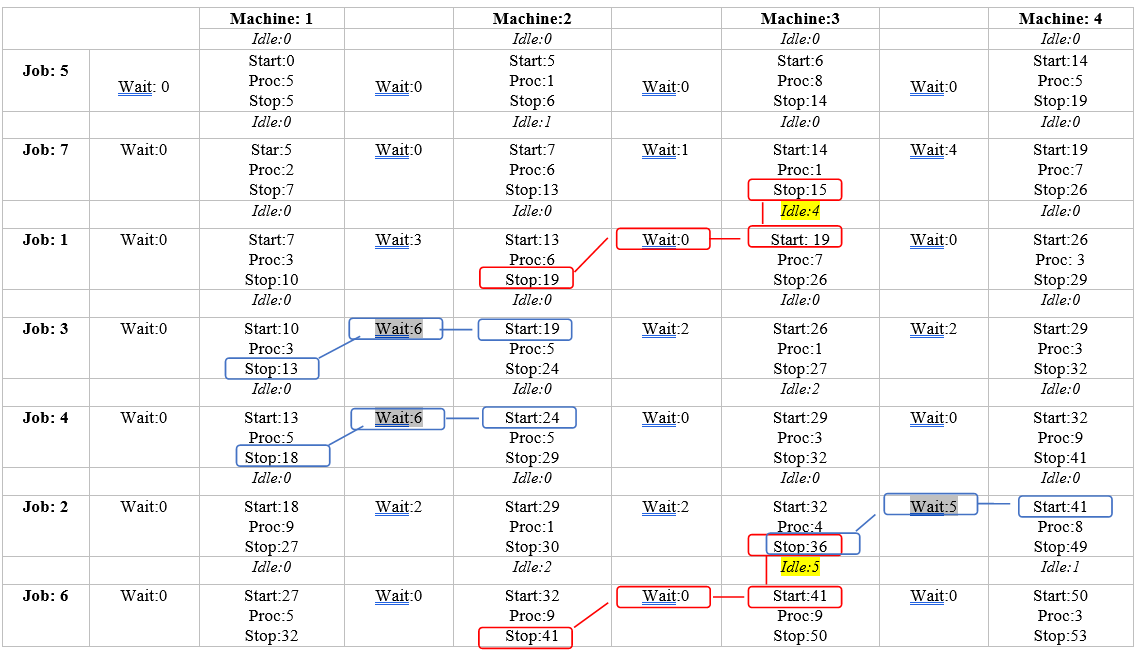 Machine: 1 Machine:2 Machine:3 Machine: 4
Idle:0 Idle:0 Idle:0 Idle:0
Job: 5 Wait: 0 Start:0 Wait:0 Start:5 Wait:0 Start:6 Wait:0 Start:14
Proc:5 Proc:1 Proc:8 Proc:5
Stop:5 Stop:6 Stop:14 Stop:19
Idle:0 Idle:1 Idle:0 Idle:0
Job: 7 Wait:0 Star:5 Wait:0 Start:7 Wait:1 Start:14 Wait:4 Start:19
Proc:2 Proc:6 Proc:1 Proc:7
Stop:7 Stop:13 Stop:15 Stop:26
Idle:0 Idle:0 Idle:4 Idle:0
Job: 1 Wait:0 Start:7 Wait:3 Start:13 Wait:0 Start: 19 Wait:0 Start:26
Proc:3 Proc:6 Proc:7 Proc: 3
Stop:10 Stop:19 Stop:26 Stop:29
Idle:0 Idle:0 Idle:0 Idle:0
Job: 3 Wait:0 Start:10 Wait:6 Start:19 Wait:2 Start:26 Wait:2 Start:29
Proc:3 Proc:5 Proc:1 Proc:3
Stop:13 Stop:24 Stop:27 Stop:32
Idle:0 Idle:0 Idle:2 Idle:0
Job: 4 Wait:0 Start:13 Wait:6 Start:24 Wait:0 Start:29 Wait:0 Start:32
Proc:5 Proc:5 Proc:3 Proc:9
Stop:18 Stop:29 Stop:32 Stop:41
Idle:0 Idle:0 Idle:0 Idle:0
Job: 2 Wait:0 Start:18 Wait:2 Start:29 Wait:2 Start:32 Wait:5 Start:41
Proc:9 Proc:1 Proc:4 Proc:8
Stop:27 Stop:30 Stop:36 Stop:49
Idle:0 Idle:2 Idle:5 Idle:1
Job: 6 Wait:0 Start:27 Wait:0 Start:32 Wait:0 Start:41 Wait:0 Start:50
Proc:5 Proc:9 Proc:9 Proc:3
Stop:32 Stop:41 Stop:50 Stop:53